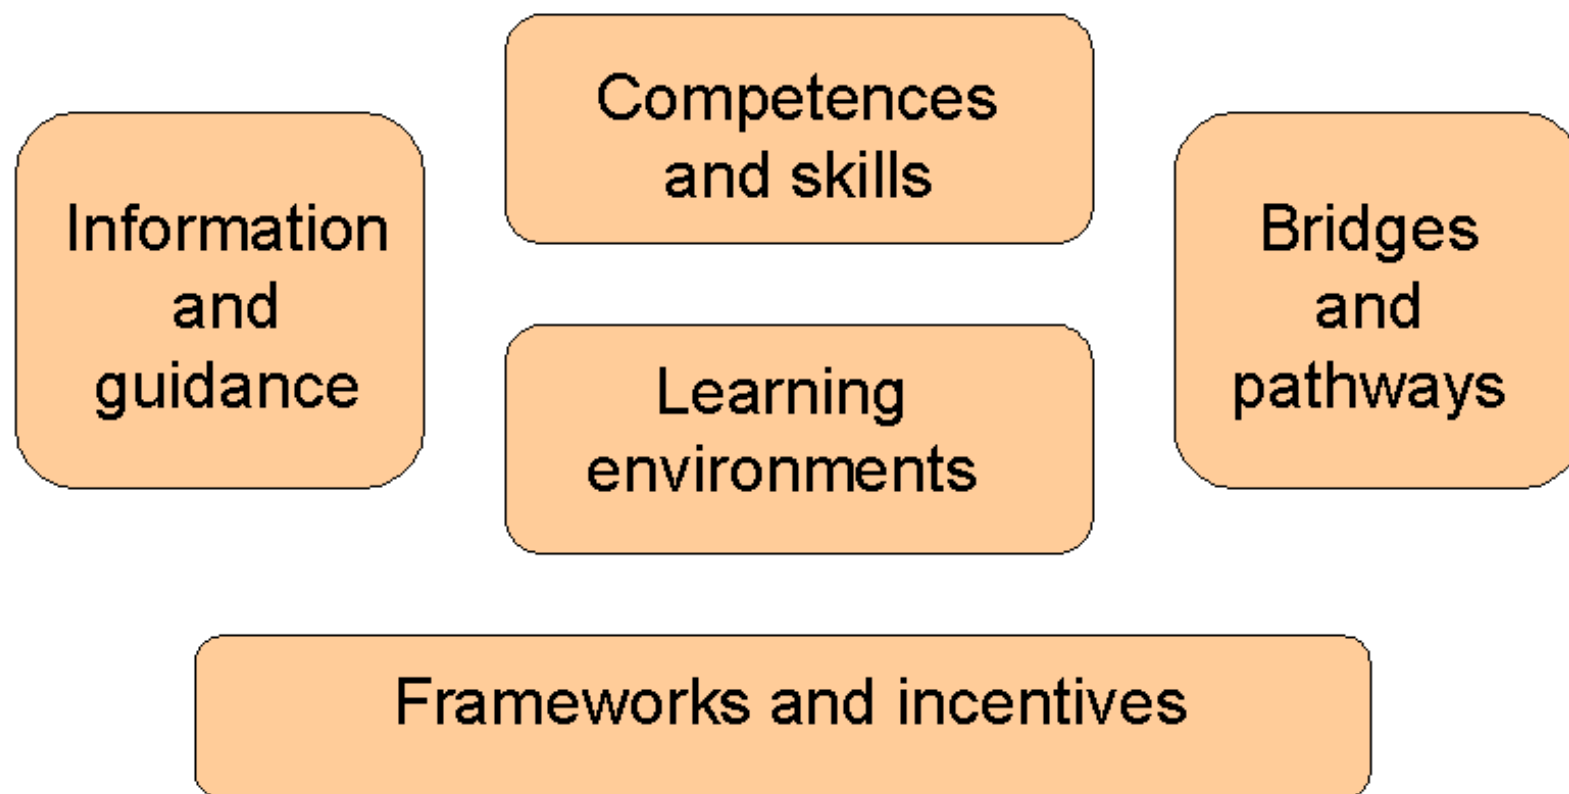 Competences
and skills
Information
and
guidance
Bridges
and
pathways
Learning
environments
Frameworks and incentives